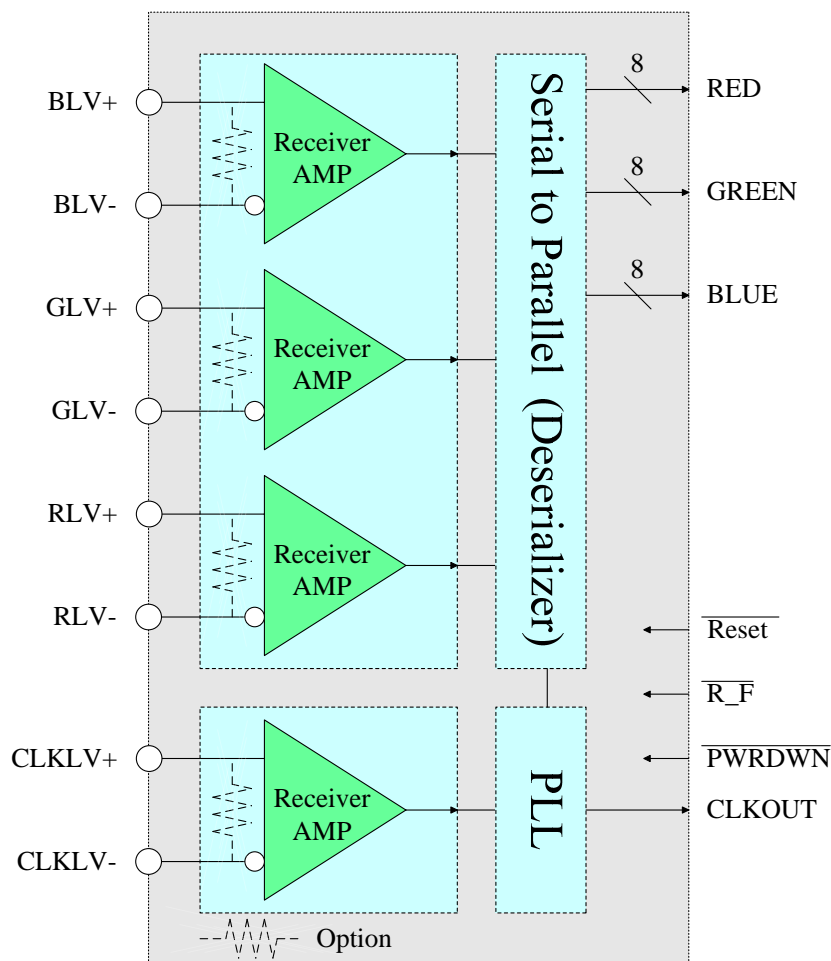 BLV+
BLV-
GLV+
GLV-
RLV+
RLV-
CLKLV+
CLKLV-
Receiver
AMP
Receiver
AMP
Receiver
AMP
Receiver
AMP
Serial to Parallel (Deserializer)
PLL
8
RED
8
GREEN
8
BLUE
Reset
R_F
PWRDWN
CLKOUT
Option